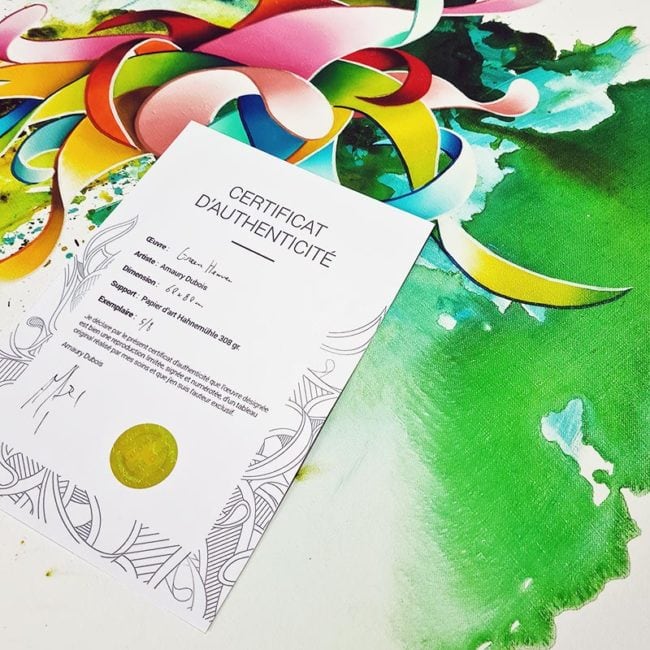 CERTIFICAT
D'AUTHENTICITÉ
Œuvre : Green Heaven
Artiste : Amaury Dubois
Dimension : 60x80cm
Support : Papier d'art Hahnemühle 308 gr.
Exemplaire : 5/8
Je déclare par le présent certificat d'authenticité que l'oeuvre désignée
est bien une reproduction limitée, signée et numérotée, d'un tableau
original réalisé par mes soins et que j'en suis l'auteur exclusif.
Amaury Dubois